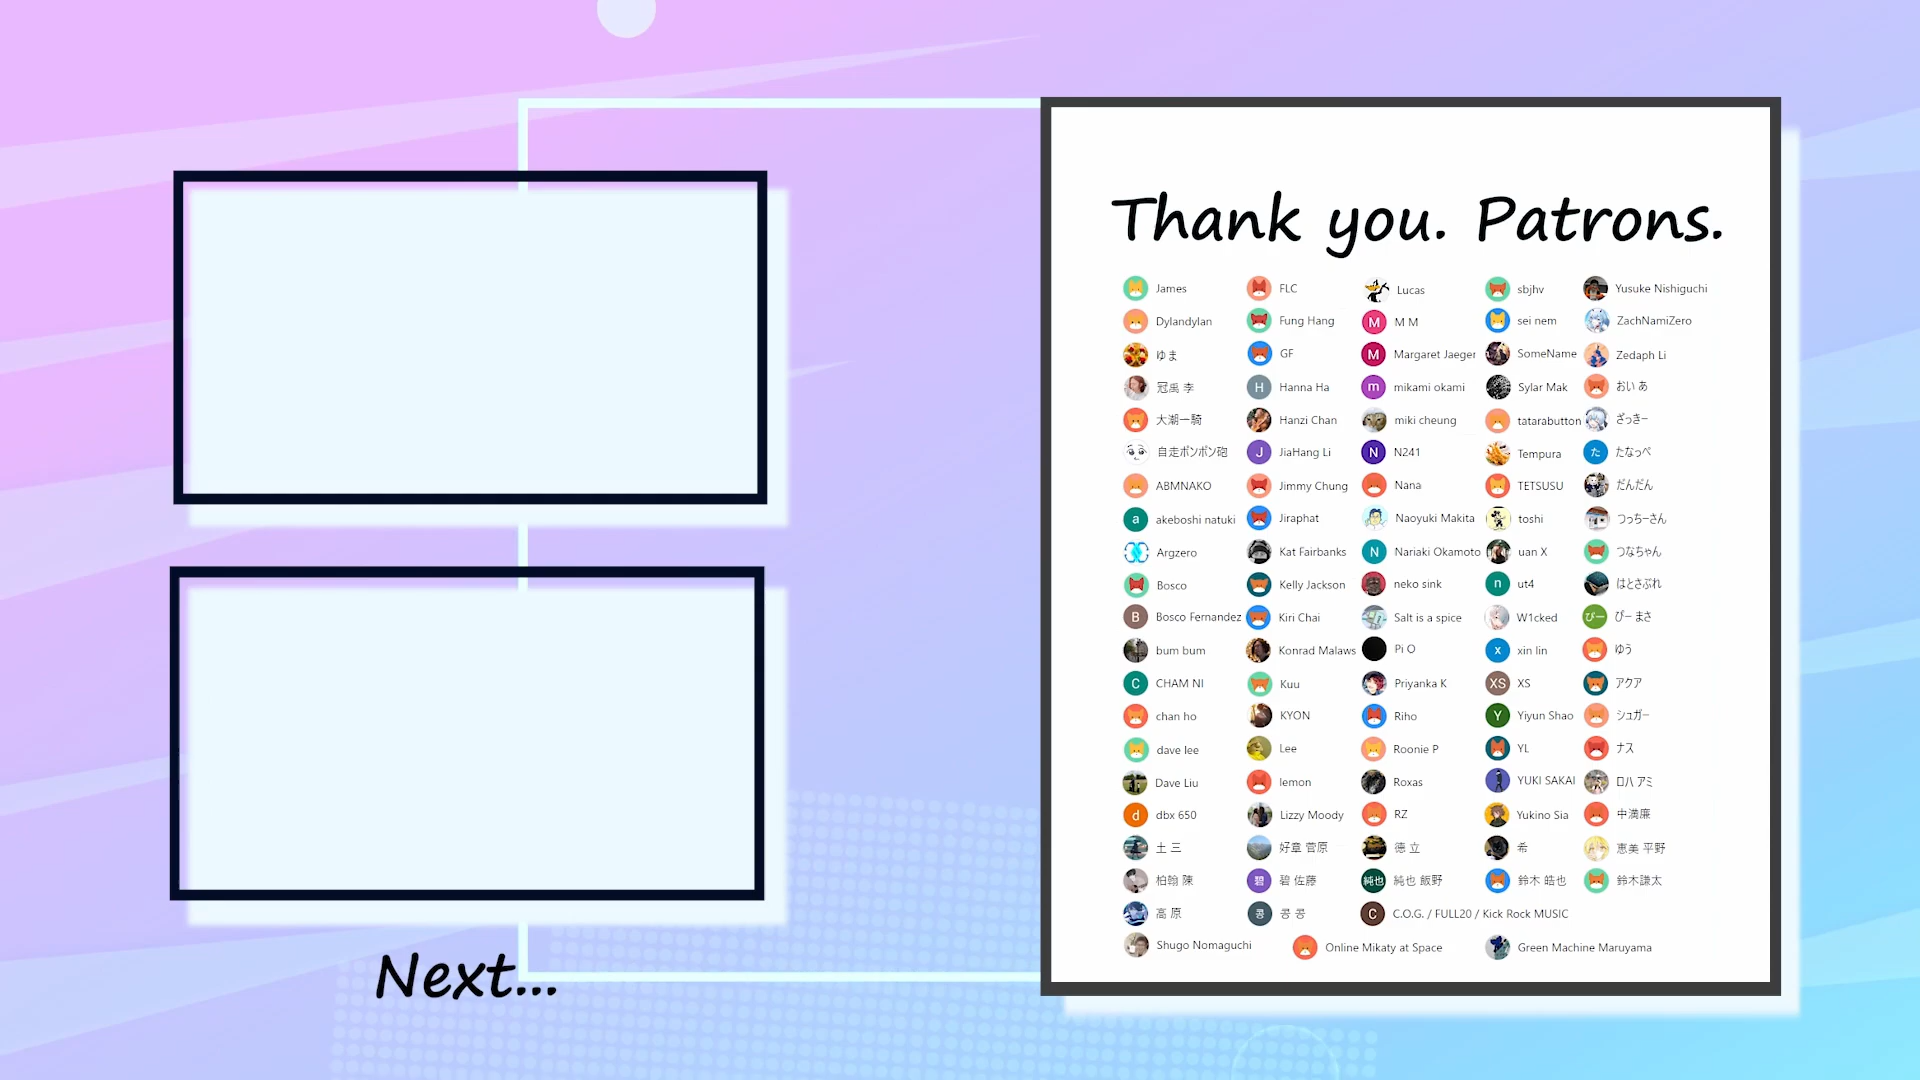 Thank you. Patrons.
James FLC Lucas sbjhv Yusuke Nishiguchi
Dylandylan Fung Hang M M M sei nem ZachNamiZero
ゆま GF M Margaret Jaeger SomeName Zedaph Li
冠禹 李 H Hanna Ha m mikami okami Sylar Mak おい あ
大潮一騎 Hanzi Chan miki cheung tatarabutton ざっきー
自走ポンポン砲 J JiaHang Li N N241 Tempura た たなっぺ
ABMNAKO Jimmy Chung Nana TETSUSU だんだん
a akeboshi natuki Jiraphat Naoyuki Makita toshi つっちーさん
Argzero Kat Fairbanks N Nariaki Okamoto uan X つなちゃん
Bosco Kelly Jackson neko sink n ut4 はとさぶれ
B Bosco Fernandez Kiri Chai Salt is a spice W1cked ぴー ぴー まさ
bum bum Konrad Malaws Pi O x xin lin ゆう
C CHAM NI Kuu Priyanka K XS XS アクア
chan ho KYON Riho Y Yiyun Shao シュガー
dave lee Lee Roonie P YL ナス
Dave Liu lemon Roxas YUKI SAKAI ロハ アミ
d dbx 650 Lizzy Moody RZ Yukino Sia 中満廉
土 三 好章 菅原 德 立 希 恵美 平野
柏翰 陳 碧 碧 佐藤 純也 純也 飯野 鈴木 皓也 鈴木謙太
高 原 콩 콩 콩 C C.O.G. / FULL20 / Kick Rock MUSIC
Shugo Nomaguchi Online Mikaty at Space Green Machine Maruyama
Next...